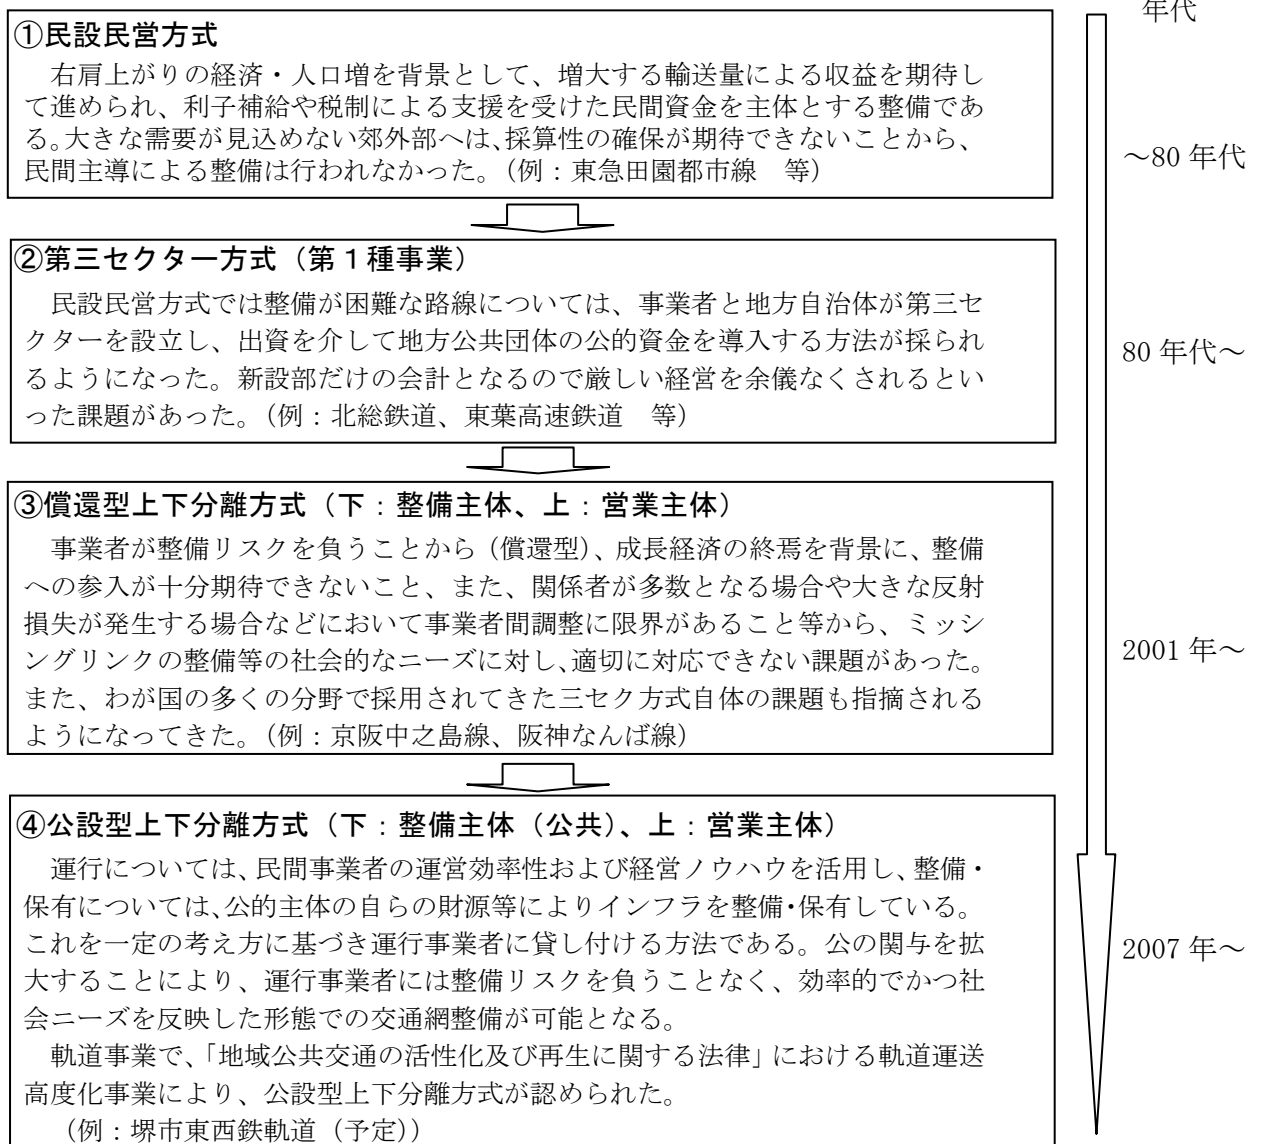 年代
①民設民営方式
右肩上がりの経済・人口増を背景として、増大する輸送量による収益を期待し
て進められ、利子補給や税制による支援を受けた民間資金を主体とする整備であ
る。大きな需要が見込めない郊外部へは、採算性の確保が期待できないことから、
民間主導による整備は行われなかった。（例：東急田園都市線　等）
～80 年代
②第三セクター方式（第１種事業）
民設民営方式では整備が困難な路線については、事業者と地方自治体が第三セ
クターを設立し、出資を介して地方公共団体の公的資金を導入する方法が採られ
るようになった。新設部だけの会計となるので厳しい経営を余儀なくされるとい
った課題があった。（例：北総鉄道、東葉高速鉄道　等）
80 年代～
③償還型上下分離方式（下：整備主体、上：営業主体）
事業者が整備リスクを負うことから（償還型）、成長経済の終焉を背景に、整備
への参入が十分期待できないこと、また、関係者が多数となる場合や大きな反射
損失が発生する場合などにおいて事業者間調整に限界があること等から、ミッシ
ングリンクの整備等の社会的なニーズに対し、適切に対応できない課題があった。
また、わが国の多くの分野で採用されてきた三セク方式自体の課題も指摘される
ようになってきた。（例：京阪中之島線、阪神なんば線）
2001 年～
④公設型上下分離方式（下：整備主体（公共）、上：営業主体）
運行については、民間事業者の運営効率性および経営ノウハウを活用し、整備・
保有については、公的主体の自らの財源等によりインフラを整備・保有している。
これを一定の考え方に基づき運行事業者に貸し付ける方法である。公の関与を拡
大することにより、運行事業者には整備リスクを負うことなく、効率的でかつ社
会ニーズを反映した形態での交通網整備が可能となる。
軌道事業で、「地域公共交通の活性化及び再生に関する法律」における軌道運送
高度化事業により、公設型上下分離方式が認められた。
（例：堺市東西鉄軌道（予定））
2007 年～